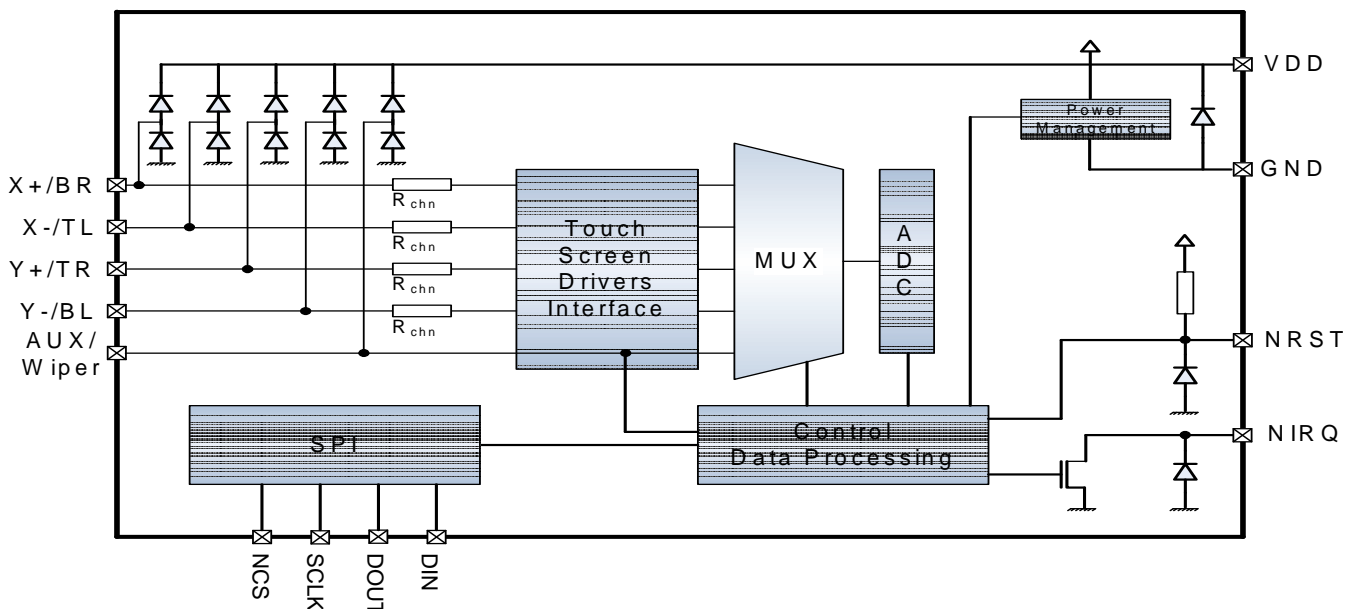 VDD
Power
Management
GND
X+/BR
Rchn
X-/TL
Rchn
Y+/TR
Rchn
Y-/BL
Rchn
AUX/
Wiper
Touch
Screen
Drivers
Interface
MUX
A
D
C
NRST
NIRQ
SPI
Control
Data Processing
NCS
SCLK
DOUT
DIN